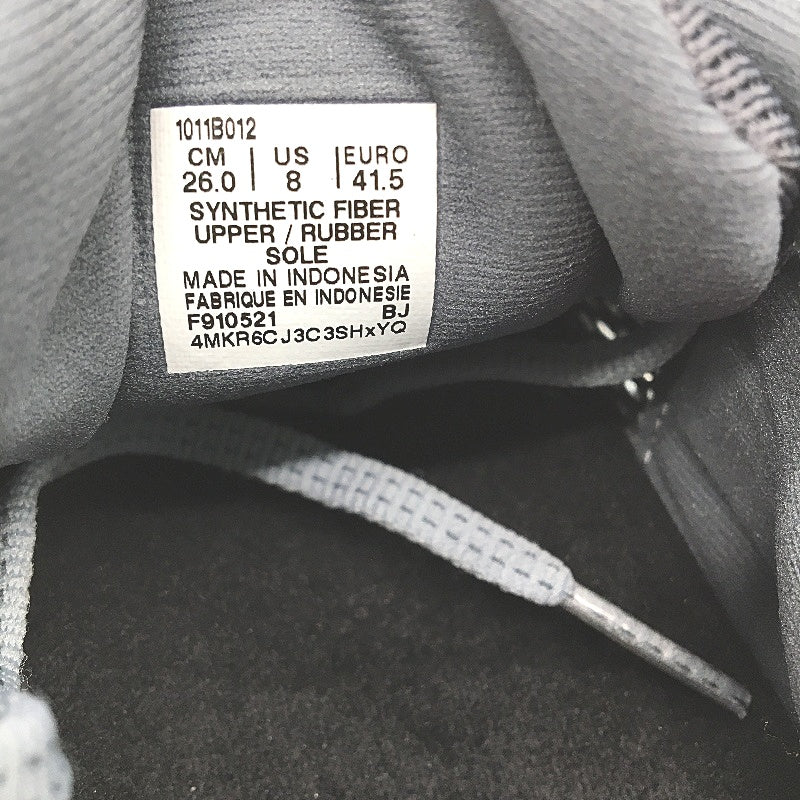 1011B012
CM | US | EURO
26.0 | 8 | 41.5
SYNTHETIC FIBER
UPPER / RUBBER
SOLE
MADE IN INDONESIA
FABRIQUE EN INDONESIE
F910521 BJ
4MKR6CJ3C3SHxYQ